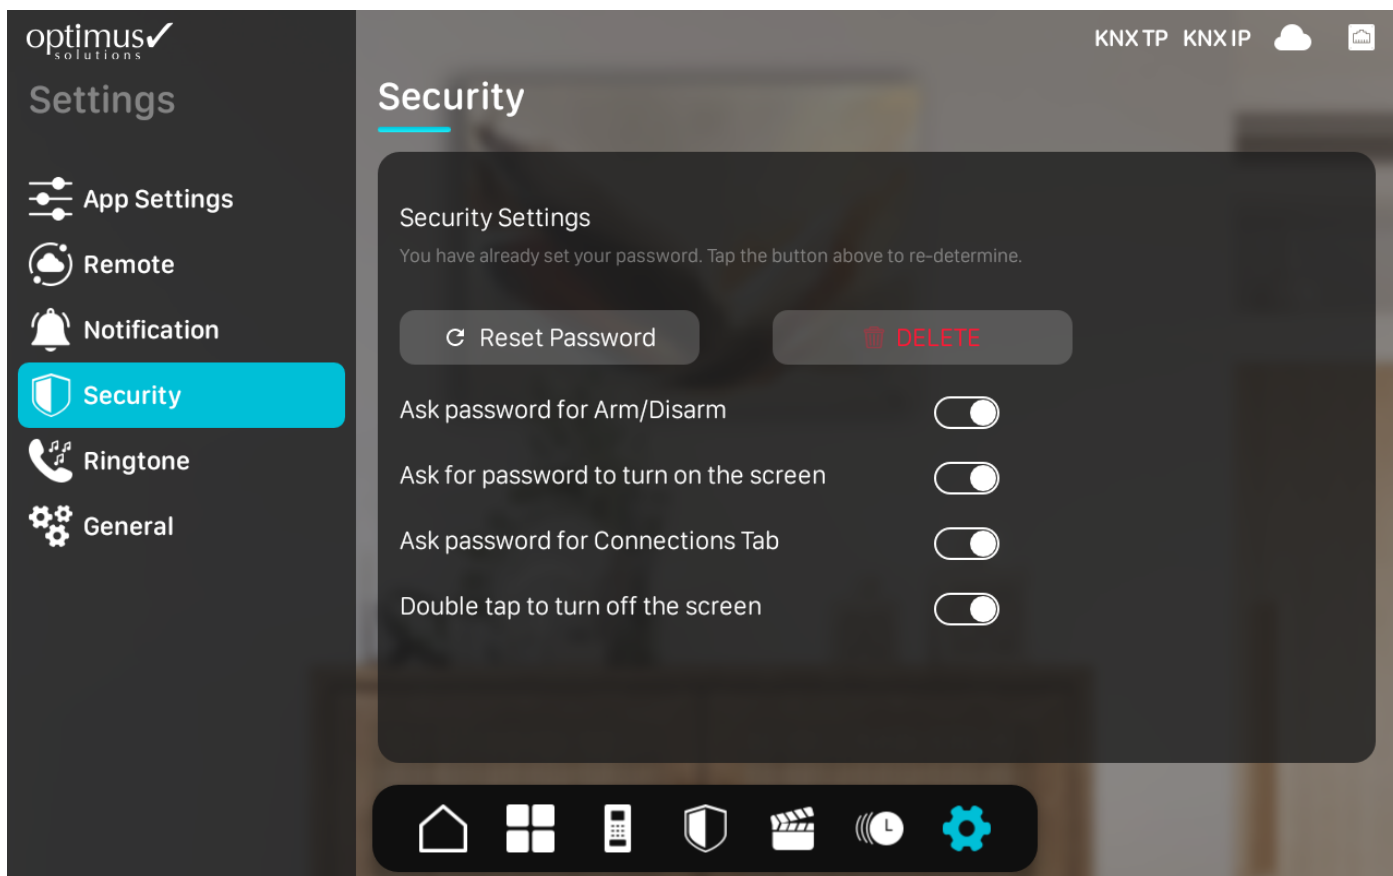 optimus
solutions
KNX TP KNX IP
Settings
Security
App Settings
Remote
Notification
Security
Ringtone
General
Security Settings
You have already set your password. Tap the button above to re-determine.
Reset Password
DELETE
Ask password for Arm/Disarm
Ask for password to turn on the screen
Ask password for Connections Tab
Double tap to turn off the screen